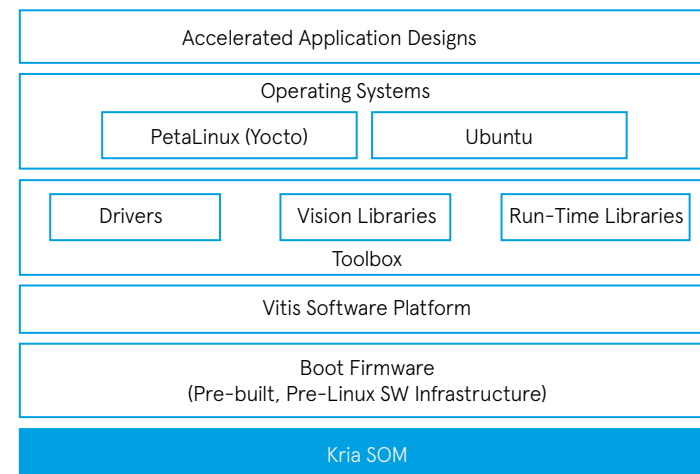 Accelerated Application Designs
Operating Systems
PetaLinux (Yocto)
Ubuntu
Drivers
Vision Libraries
Run-Time Libraries
Toolbox
Vitis Software Platform
Boot Firmware
(Pre-built, Pre-Linux SW Infrastructure)
Kria SOM